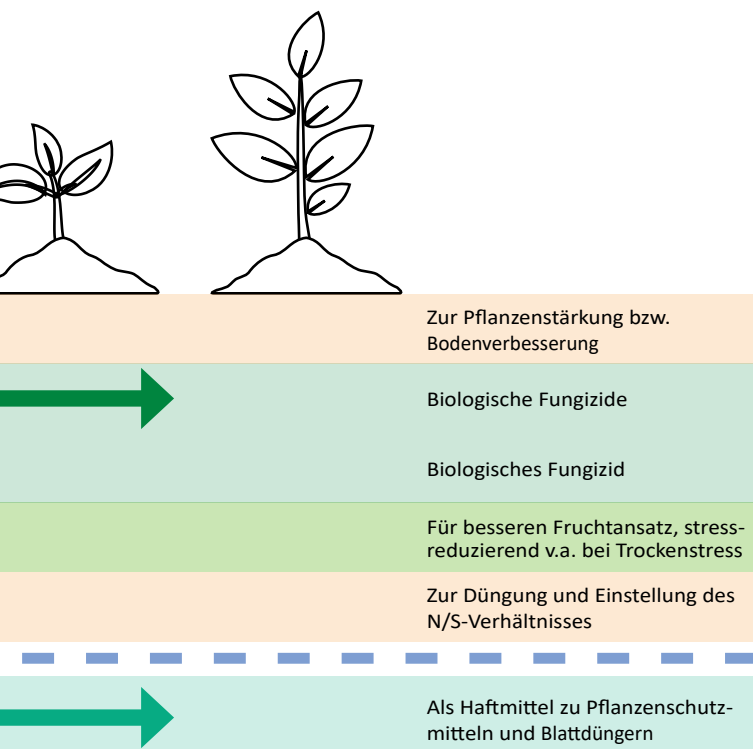 Zur Pflanzenstärkung bzw.
Bodenverbesserung
Biologische Fungizide
Biologisches Fungizid
Für besseren Fruchtansatz, stress-
reduzierend v.a. bei Trockenstress
Zur Düngung und Einstellung des
N/S-Verhältnisses
Als Haftmittel zu Pflanzenschutz-
mitteln und Blattdüngern